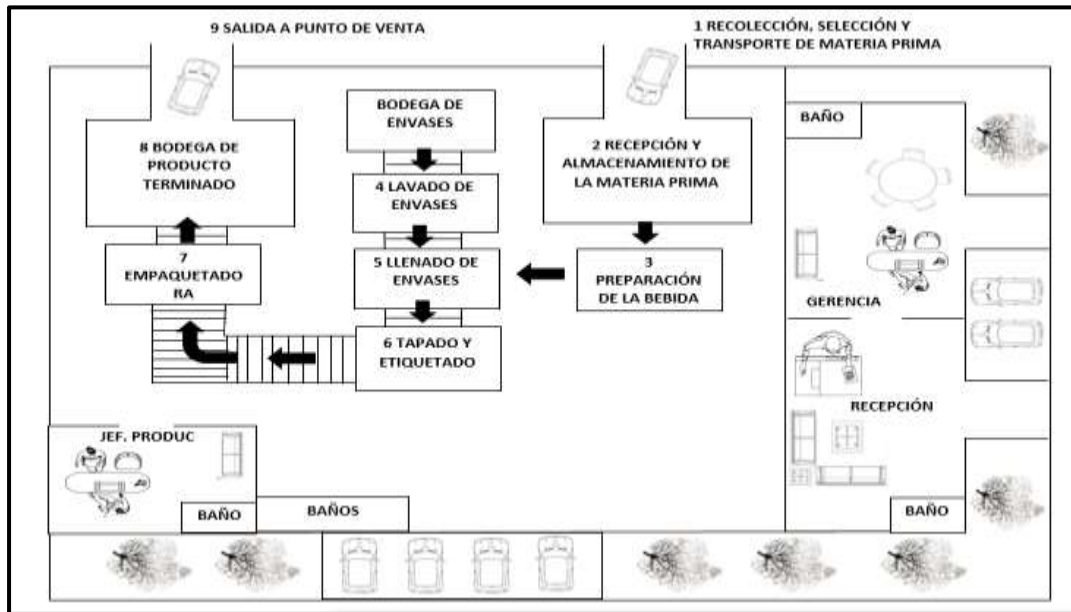 9 SALIDA A PUNTO DE VENTA
1 RECOLECCIÓN, SELECCIÓN Y
TRANSPORTE DE MATERIA PRIMA
BODEGA DE
ENVASES
BAÑO
8 BODEGA DE
PRODUCTO
TERMINADO
2 RECEPCIÓN Y
ALMACENAMIENTO DE
LA MATERIA PRIMA
4 LAVADO DE
ENVASES
7
EMPAQUETADO
RA
5 LLENADO DE
ENVASES
3
PREPARACIÓN
DE LA BEBIDA
GERENCIA
6 TAPADO Y
ETIQUETADO
RECEPCIÓN
JEF. PRODUC
BAÑO
BAÑOS
BAÑO